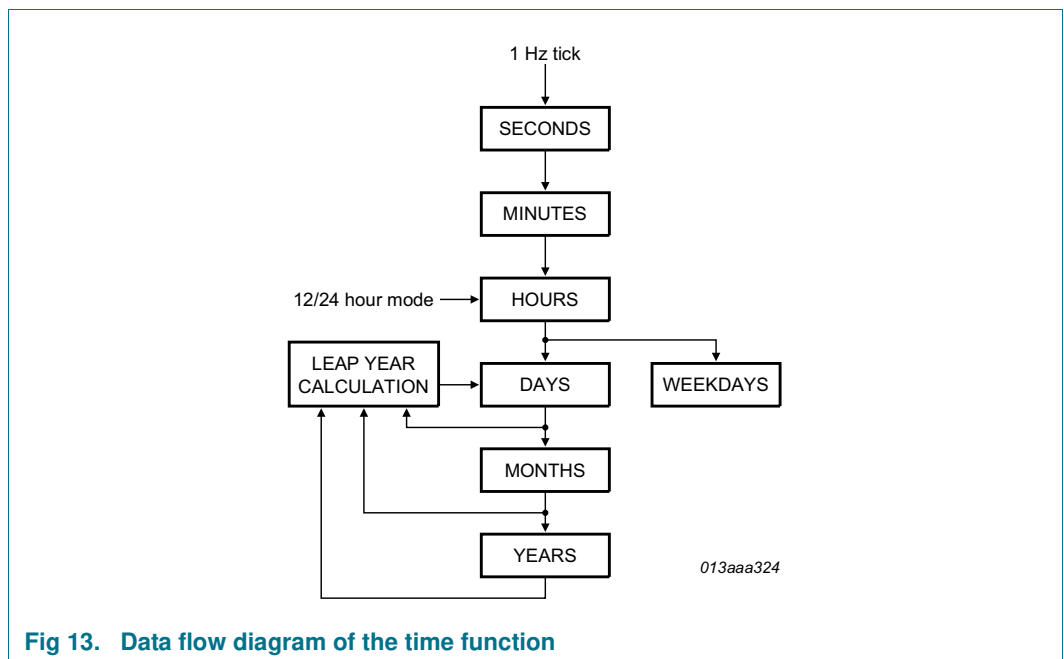 1 Hz tick
SECONDS
MINUTES
12/24 hour mode
HOURS
LEAP YEAR
CALCULATION
DAYS
WEEKDAYS
MONTHS
YEARS
013aaa324
Fig 13. Data flow diagram of the time function